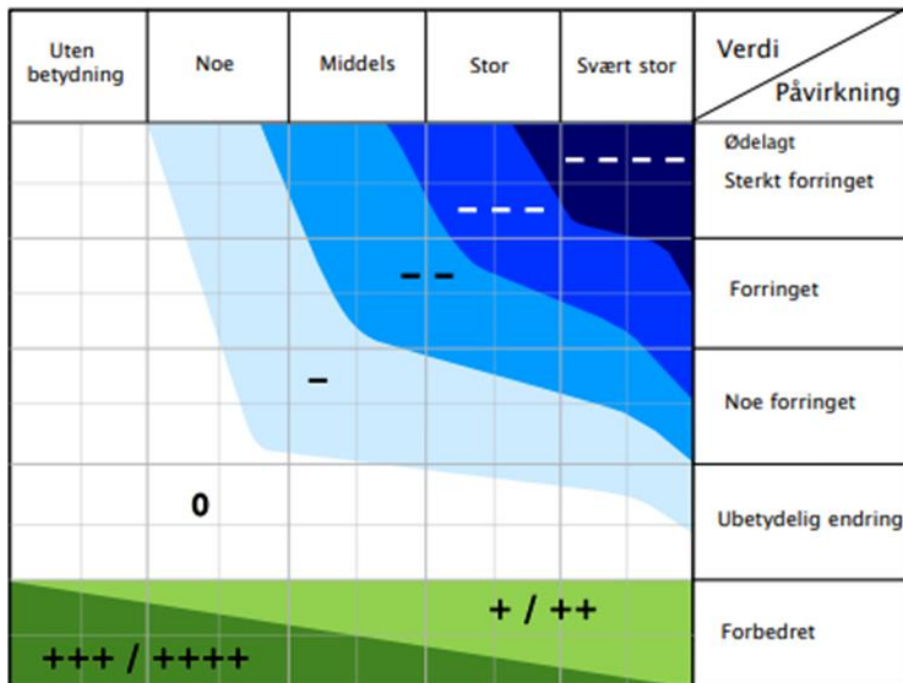 Uten
betydning
Noe
Middels
Stor
Svært stor
Verdi
Påvirkning
Ødelagt
– – – –
Sterkt forringet
– – –
– –
Forringet
–
Noe forringet
0
Ubetydelig endring
+ / ++
Forbedret
+++ / ++++